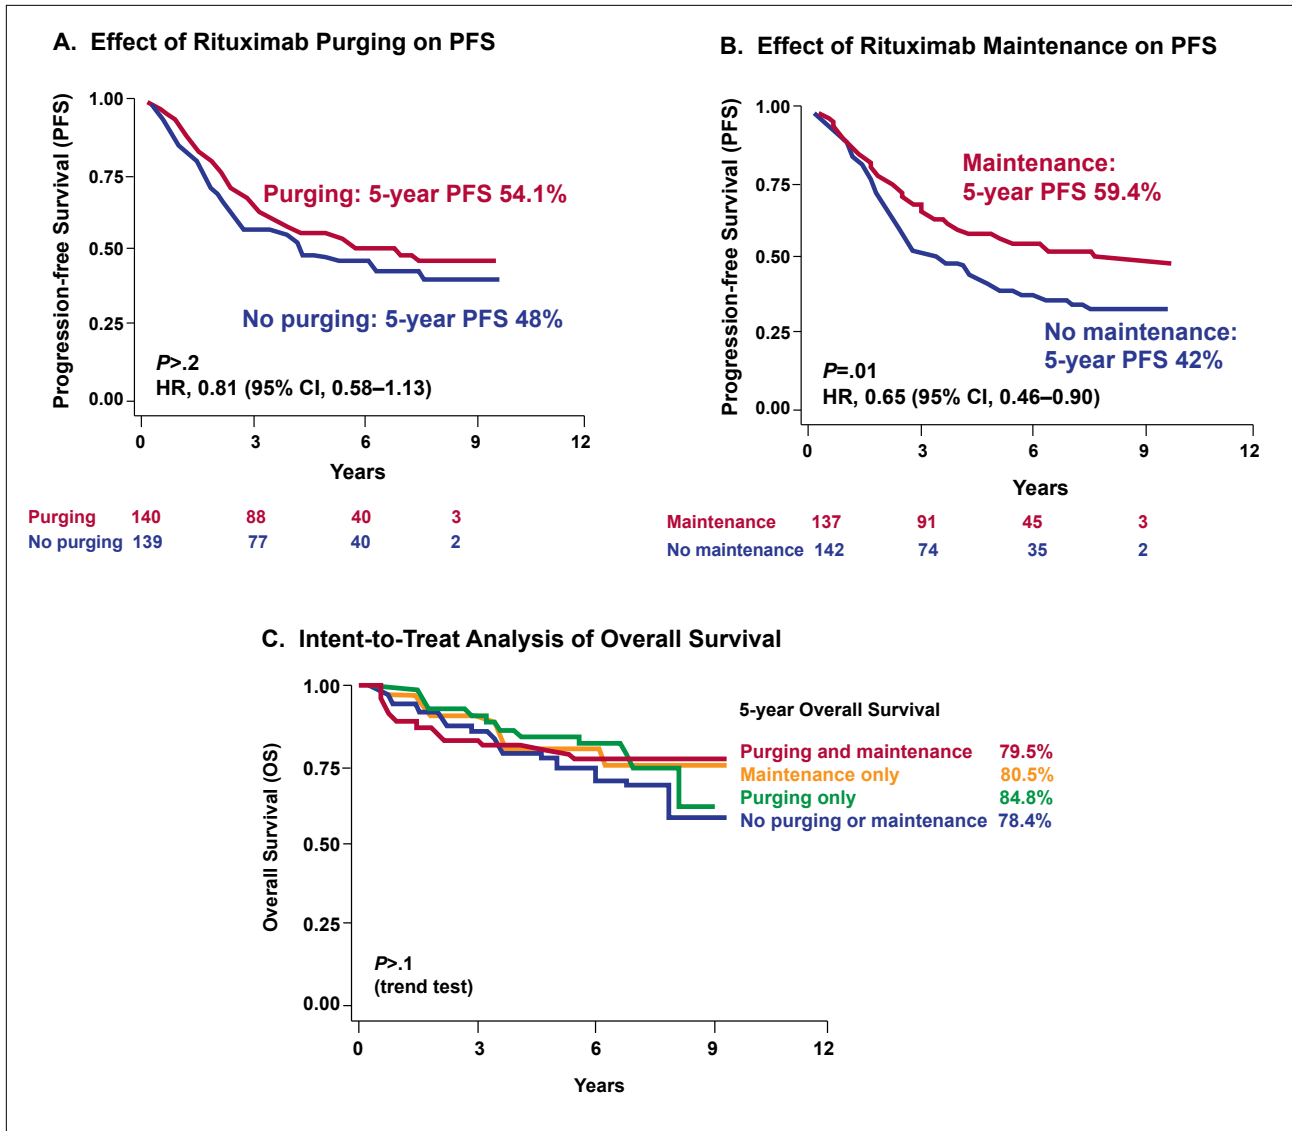 A. Effect of Rituximab Purging on PFS
Progression-free Survival (PFS)
1.00
0.75
0.50
0.25
0.00
Purging: 5-year PFS 54.1%
No purging: 5-year PFS 48%
P>.2
HR, 0.81 (95% CI, 0.58–1.13)
0 3 6 9 12
Years
Purging 140 88 40 3
No purging 139 77 40 2
B. Effect of Rituximab Maintenance on PFS
Progression-free Survival (PFS)
1.00
0.75
0.50
0.25
0.00
Maintenance:
5-year PFS 59.4%
No maintenance:
5-year PFS 42%
P=.01
HR, 0.65 (95% CI, 0.46–0.90)
0 3 6 9 12
Years
Maintenance 137 91 45 3
No maintenance 142 74 35 2
C. Intent-to-Treat Analysis of Overall Survival
Overall Survival (OS)
1.00
0.75
0.50
0.25
0.00
5-year Overall Survival
Purging and maintenance 79.5%
Maintenance only 80.5%
Purging only 84.8%
No purging or maintenance 78.4%
P>.1
(trend test)
0 3 6 9 12
Years